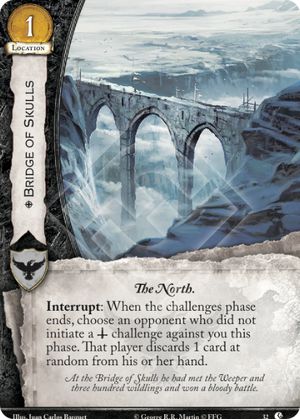 1
LOCATION
BRIDGE OF SKULLS
The North.
Interrupt: When the challenges phase
ends, choose an opponent who did not
initiate a challenge against you this
phase. That player discards 1 card at
random from his or her hand.
At the Bridge of Skulls he had met the Weeper and
three hundred wildlings and won a bloody battle.
Illus. Juan Carlos Barquet
© George R.R. Martin © FFG
12